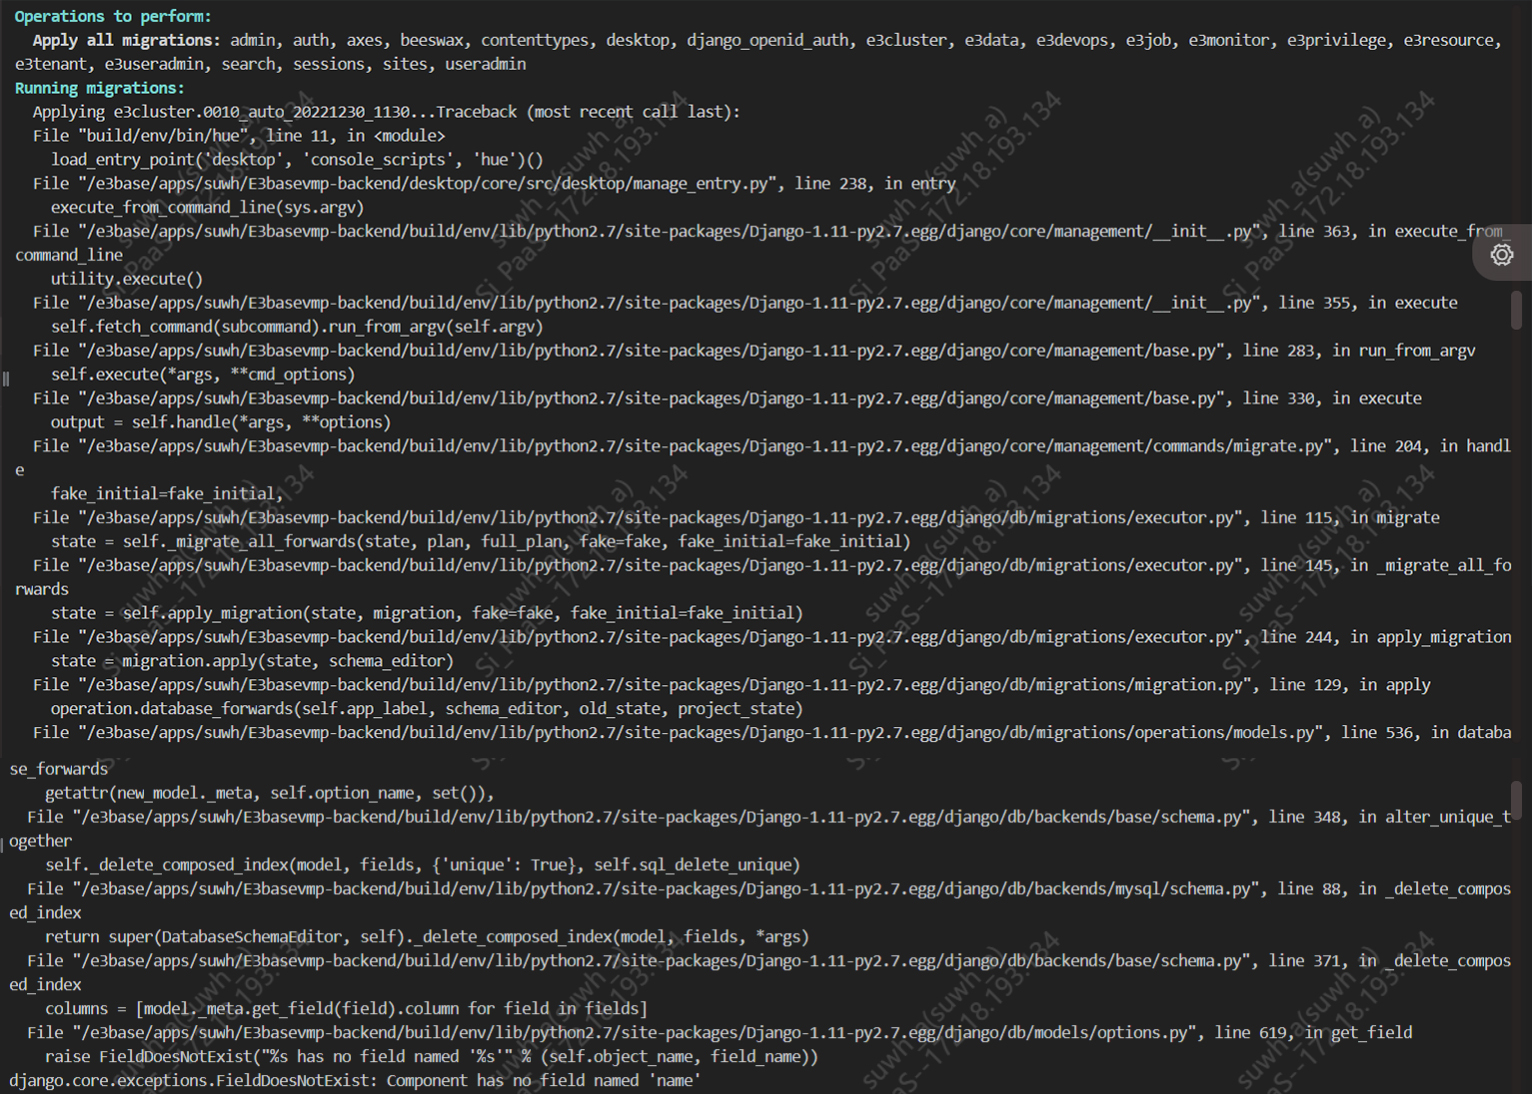 Operations to perform:
Apply all migrations: admin, auth, axes, beeswax, contenttypes, desktop, django_openid_auth, e3cluster, e3data, e3devops, e3job, e3monitor, e3privilege, e3resource,
e3tenant, e3useradmin, search, sessions, sites, useradmin
Running migrations:
Applying e3cluster.0010_auto_20221230_1130...Traceback (most recent call last):
File "build/env/bin/hue", line 11, in <module>
load_entry_point('desktop', 'console_scripts', 'hue')()
File "/e3base/apps/suwh/E3basevmp-backend/desktop/core/src/desktop/manage_entry.py", line 238, in entry
execute_from_command_line(sys.argv)
File "/e3base/apps/suwh/E3basevmp-backend/build/env/lib/python2.7/site-packages/Django-1.11-py2.7.egg/django/core/management/__init__.py", line 363, in execute_from_
command_line
utility.execute()
File "/e3base/apps/suwh/E3basevmp-backend/build/env/lib/python2.7/site-packages/Django-1.11-py2.7.egg/django/core/management/__init__.py", line 355, in execute
self.fetch_command(subcommand).run_from_argv(self.argv)
File "/e3base/apps/suwh/E3basevmp-backend/build/env/lib/python2.7/site-packages/Django-1.11-py2.7.egg/django/core/management/base.py", line 283, in run_from_argv
self.execute(*args, **cmd_options)
File "/e3base/apps/suwh/E3basevmp-backend/build/env/lib/python2.7/site-packages/Django-1.11-py2.7.egg/django/core/management/base.py", line 330, in execute
output = self.handle(*args, **options)
File "/e3base/apps/suwh/E3basevmp-backend/build/env/lib/python2.7/site-packages/Django-1.11-py2.7.egg/django/core/management/commands/migrate.py", line 204, in handl
e
fake_initial=fake_initial,
File "/e3base/apps/suwh/E3basevmp-backend/build/env/lib/python2.7/site-packages/Django-1.11-py2.7.egg/django/db/migrations/executor.py", line 115, in migrate
state = self._migrate_all_forwards(state, plan, full_plan, fake=fake, fake_initial=fake_initial)
File "/e3base/apps/suwh/E3basevmp-backend/build/env/lib/python2.7/site-packages/Django-1.11-py2.7.egg/django/db/migrations/executor.py", line 145, in _migrate_all_fo
rwards
state = self.apply_migration(state, migration, fake=fake, fake_initial=fake_initial)
File "/e3base/apps/suwh/E3basevmp-backend/build/env/lib/python2.7/site-packages/Django-1.11-py2.7.egg/django/db/migrations/executor.py", line 244, in apply_migration
state = migration.apply(state, schema_editor)
File "/e3base/apps/suwh/E3basevmp-backend/build/env/lib/python2.7/site-packages/Django-1.11-py2.7.egg/django/db/migrations/migration.py", line 129, in apply
operation.database_forwards(self.app_label, schema_editor, old_state, project_state)
File "/e3base/apps/suwh/E3basevmp-backend/build/env/lib/python2.7/site-packages/Django-1.11-py2.7.egg/django/db/migrations/operations/models.py", line 536, in databa
se_forwards
getattr(new_model._meta, self.option_name, set()),
File "/e3base/apps/suwh/E3basevmp-backend/build/env/lib/python2.7/site-packages/Django-1.11-py2.7.egg/django/db/backends/base/schema.py", line 348, in alter_unique_t
ogether
self._delete_composed_index(model, fields, {'unique': True}, self.sql_delete_unique)
File "/e3base/apps/suwh/E3basevmp-backend/build/env/lib/python2.7/site-packages/Django-1.11-py2.7.egg/django/db/backends/mysql/schema.py", line 88, in _delete_compos
ed_index
return super(DatabaseSchemaEditor, self)._delete_composed_index(model, fields, *args)
File "/e3base/apps/suwh/E3basevmp-backend/build/env/lib/python2.7/site-packages/Django-1.11-py2.7.egg/django/db/backends/base/schema.py", line 371, in _delete_compos
ed_index
columns = [model._meta.get_field(field).column for field in fields]
File "/e3base/apps/suwh/E3basevmp-backend/build/env/lib/python2.7/site-packages/Django-1.11-py2.7.egg/django/db/models/options.py", line 619, in get_field
raise FieldDoesNotExist("%s has no field named '%s'" % (self.object_name, field_name))
django.core.exceptions.FieldDoesNotExist: Component has no field named 'name'